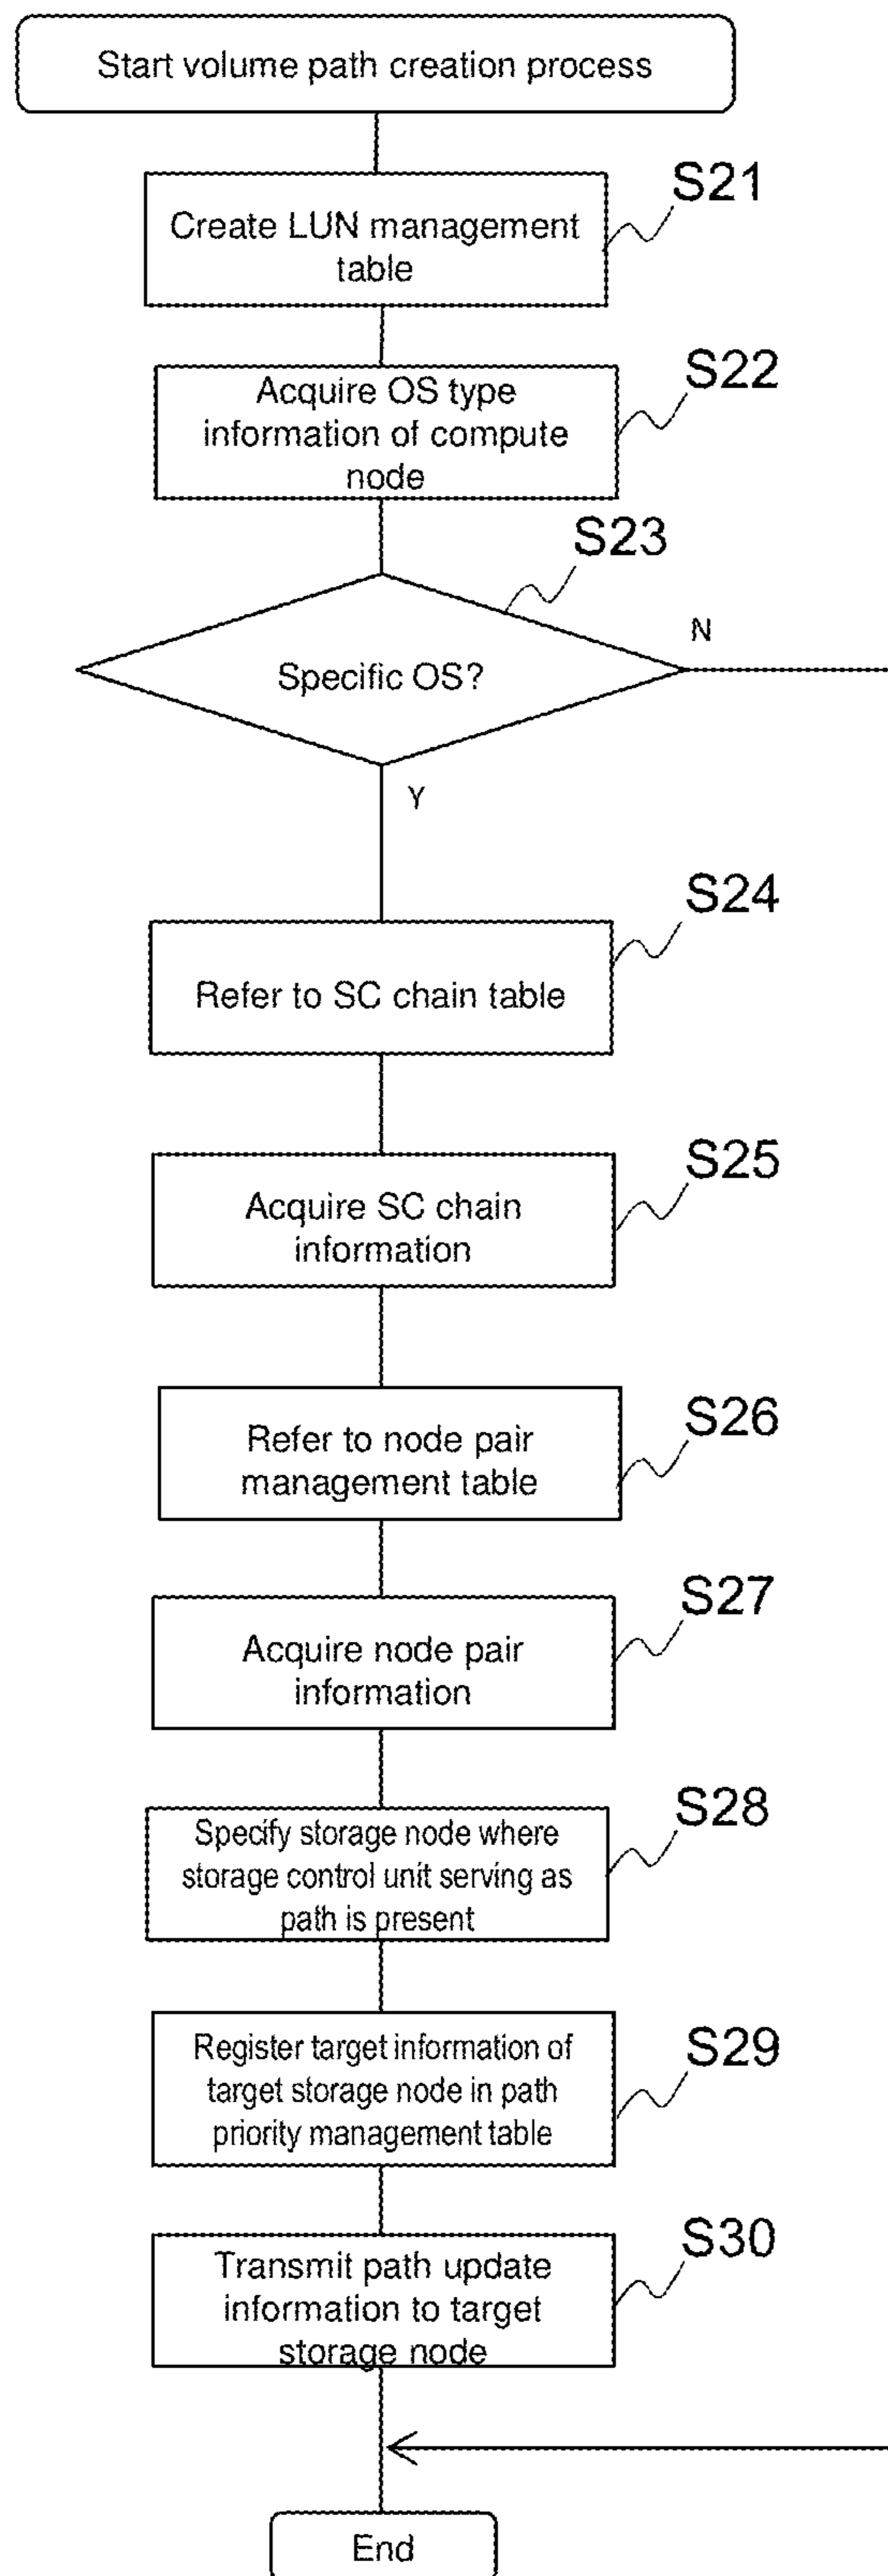 Start volume path creation process
S21
Create LUN management
table
S22
Acquire OS type
information of compute
node
S23
Specific OS?
N
Y
S24
Refer to SC chain table
S25
Acquire SC chain
information
S26
Refer to node pair
management table
S27
Acquire node pair
information
S28
Specify storage node where
storage control unit serving as
path is present
S29
Register target information of
target storage node in path
priority management table
S30
Transmit path update
information to target
storage node
End